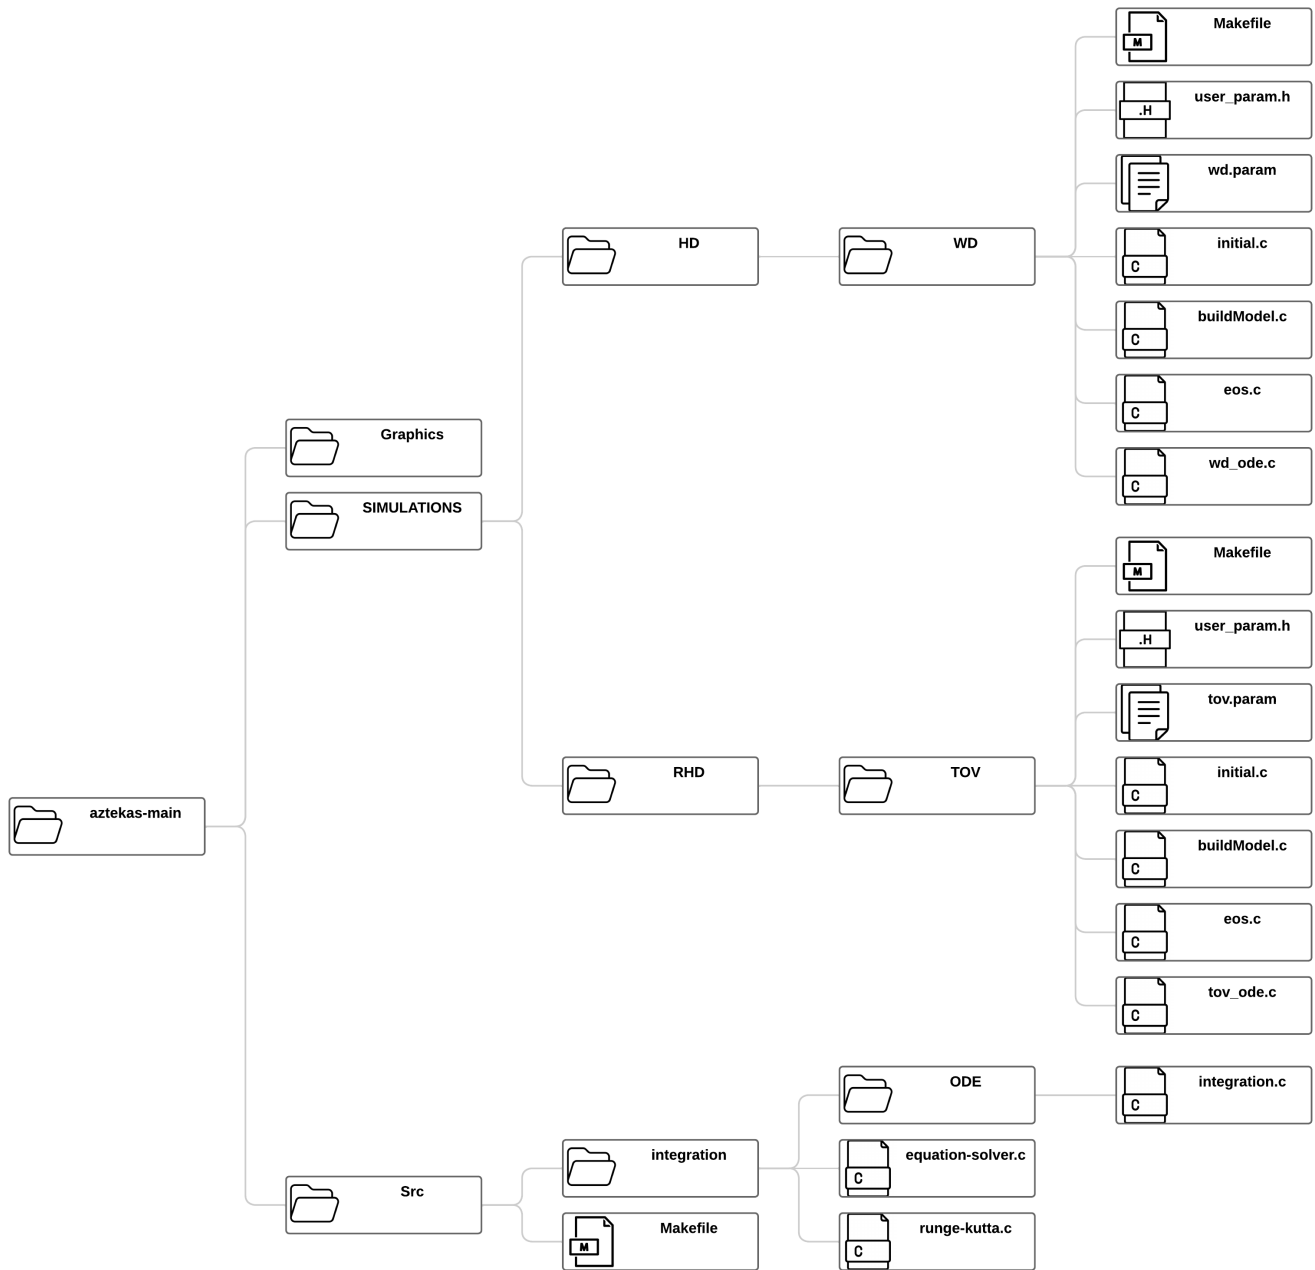 Makefile
M
user_param.h
.H
wd.param
HD
WD
initial.c
C
buildModel.c
C
eos.c
C
Graphics
wd_ode.c
C
SIMULATIONS
Makefile
M
user_param.h
.H
tov.param
RHD
TOV
initial.c
C
aztekas-main
buildModel.c
C
eos.c
C
tov_ode.c
C
ODE
integration.c
C
integration
equation-solver.c
C
Src
Makefile
M
runge-kutta.c
C